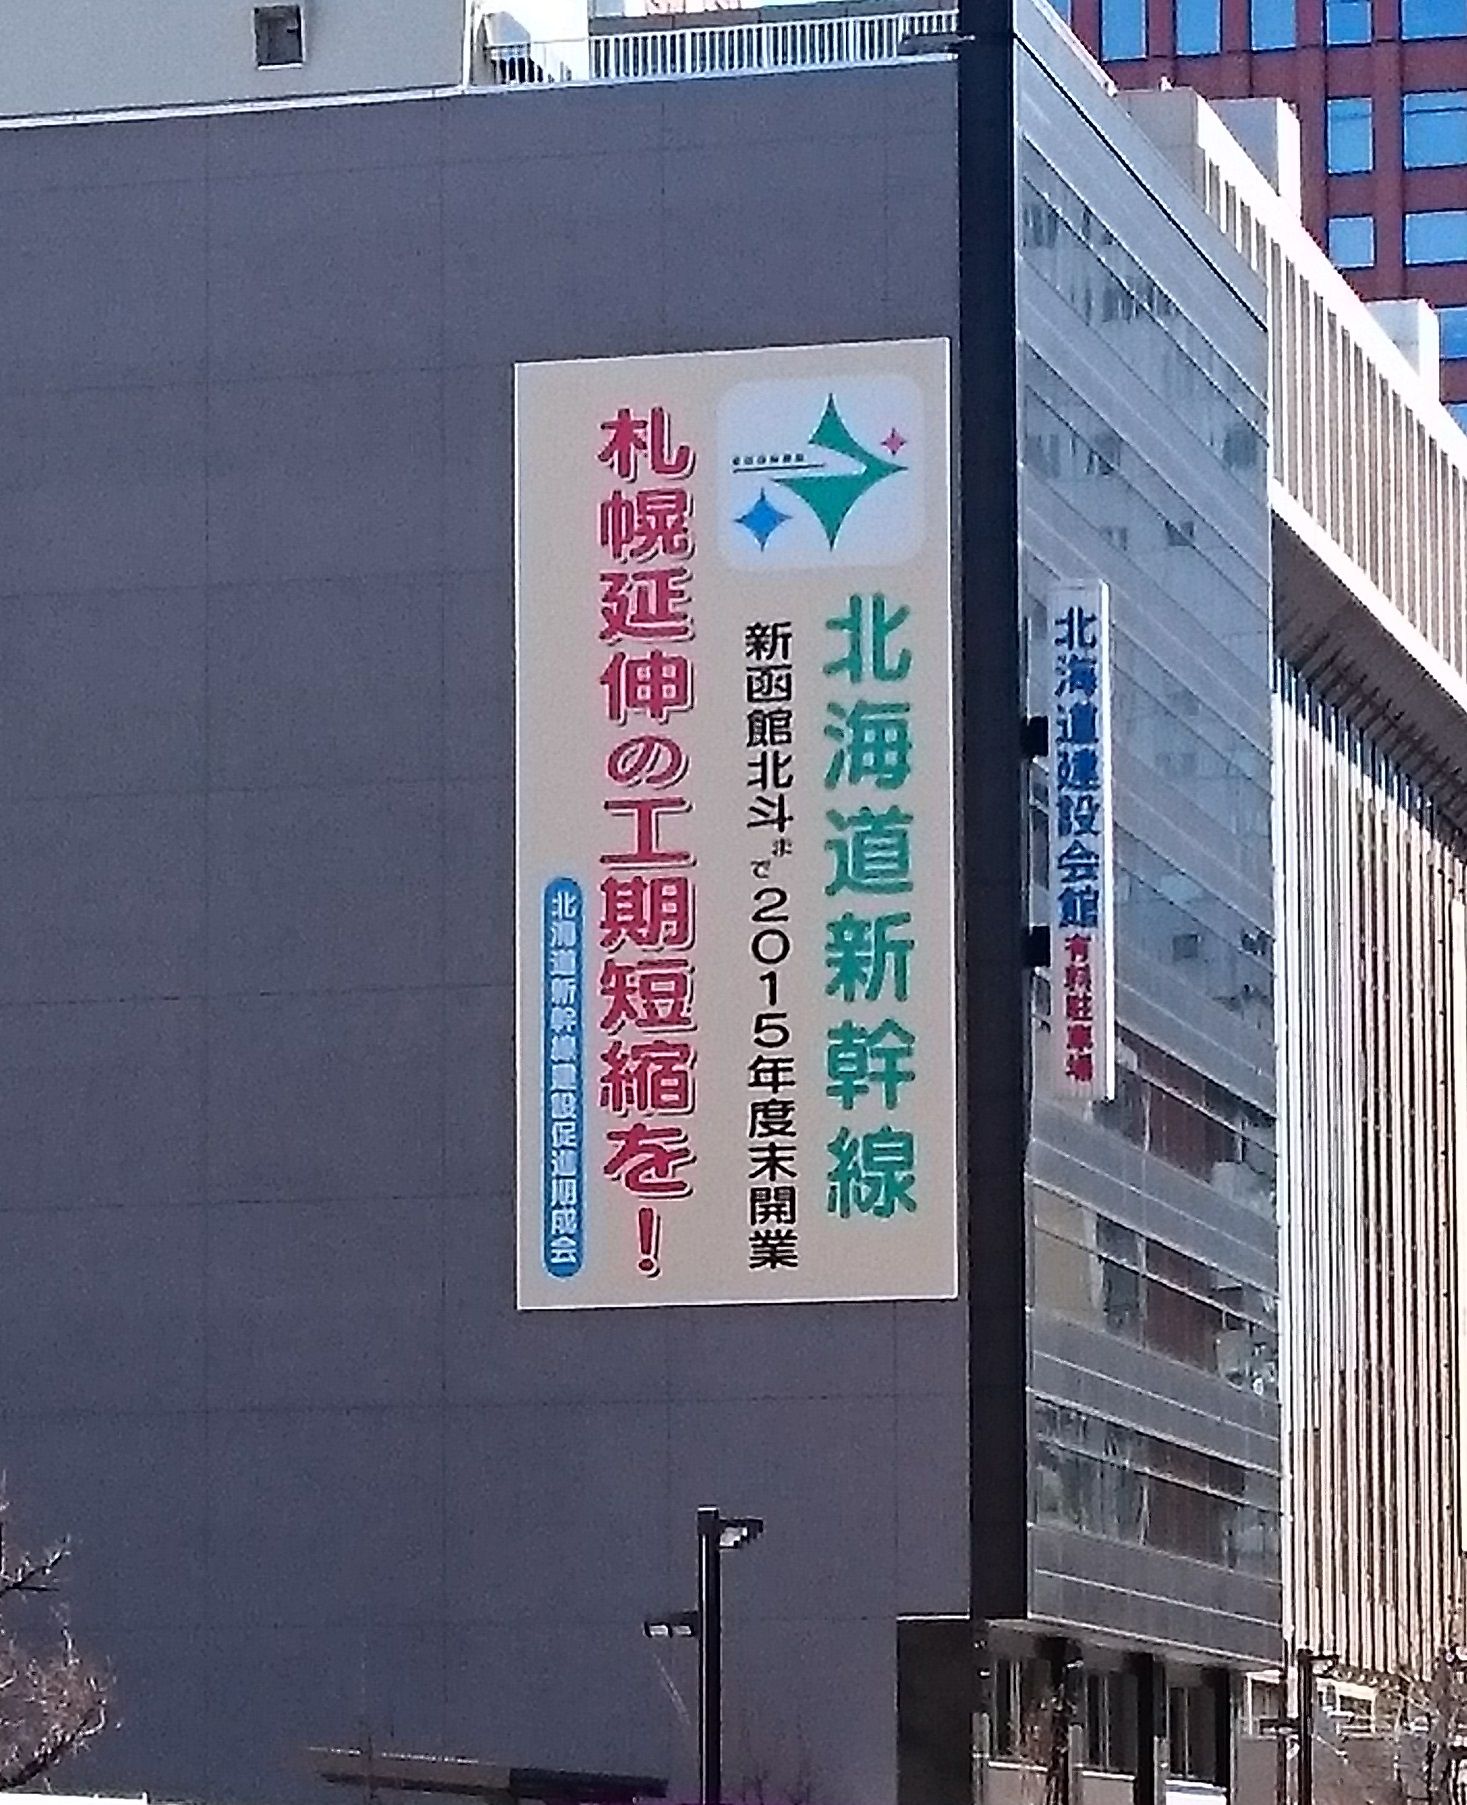 北海道新幹線
新函館北斗まで2015年度末開業
札幌延伸の工期短縮を!
北海道新幹線建設促進期成会
北海道建設会館
有料駐車場